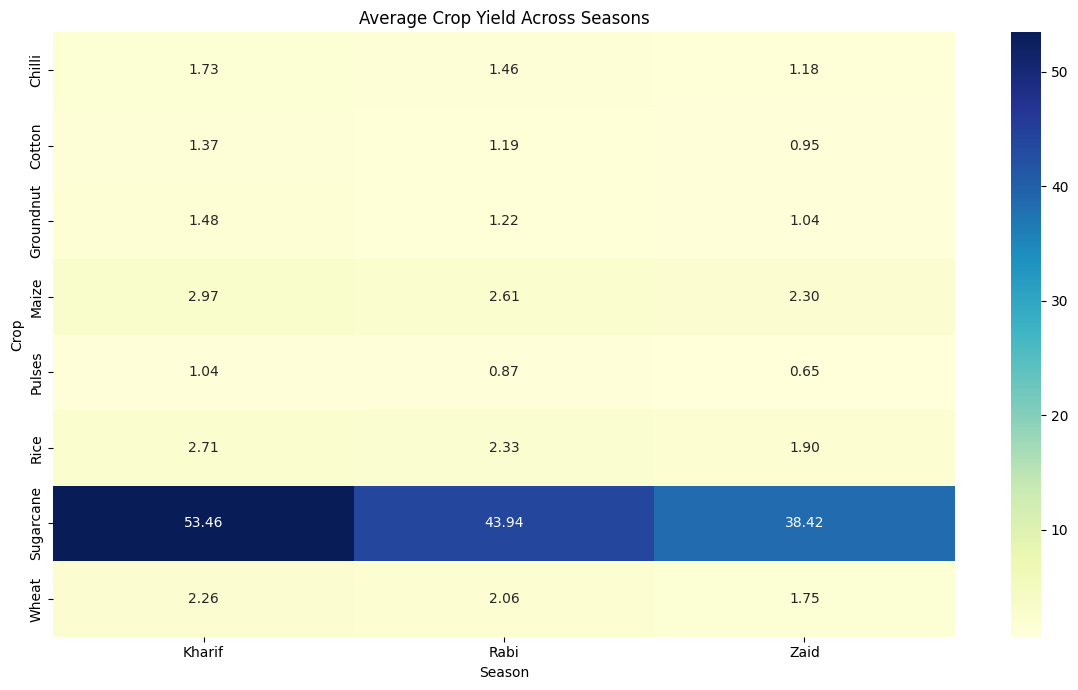 Average Crop Yield Across Seasons
Crop
Chilli 1.73 1.46 1.18
Cotton 1.37 1.19 0.95
Groundnut 1.48 1.22 1.04
Maize 2.97 2.61 2.30
Pulses 1.04 0.87 0.65
Rice 2.71 2.33 1.90
Sugarcane 53.46 43.94 38.42
Wheat 2.26 2.06 1.75
Kharif Rabi Zaid
Season
50
40
30
20
10